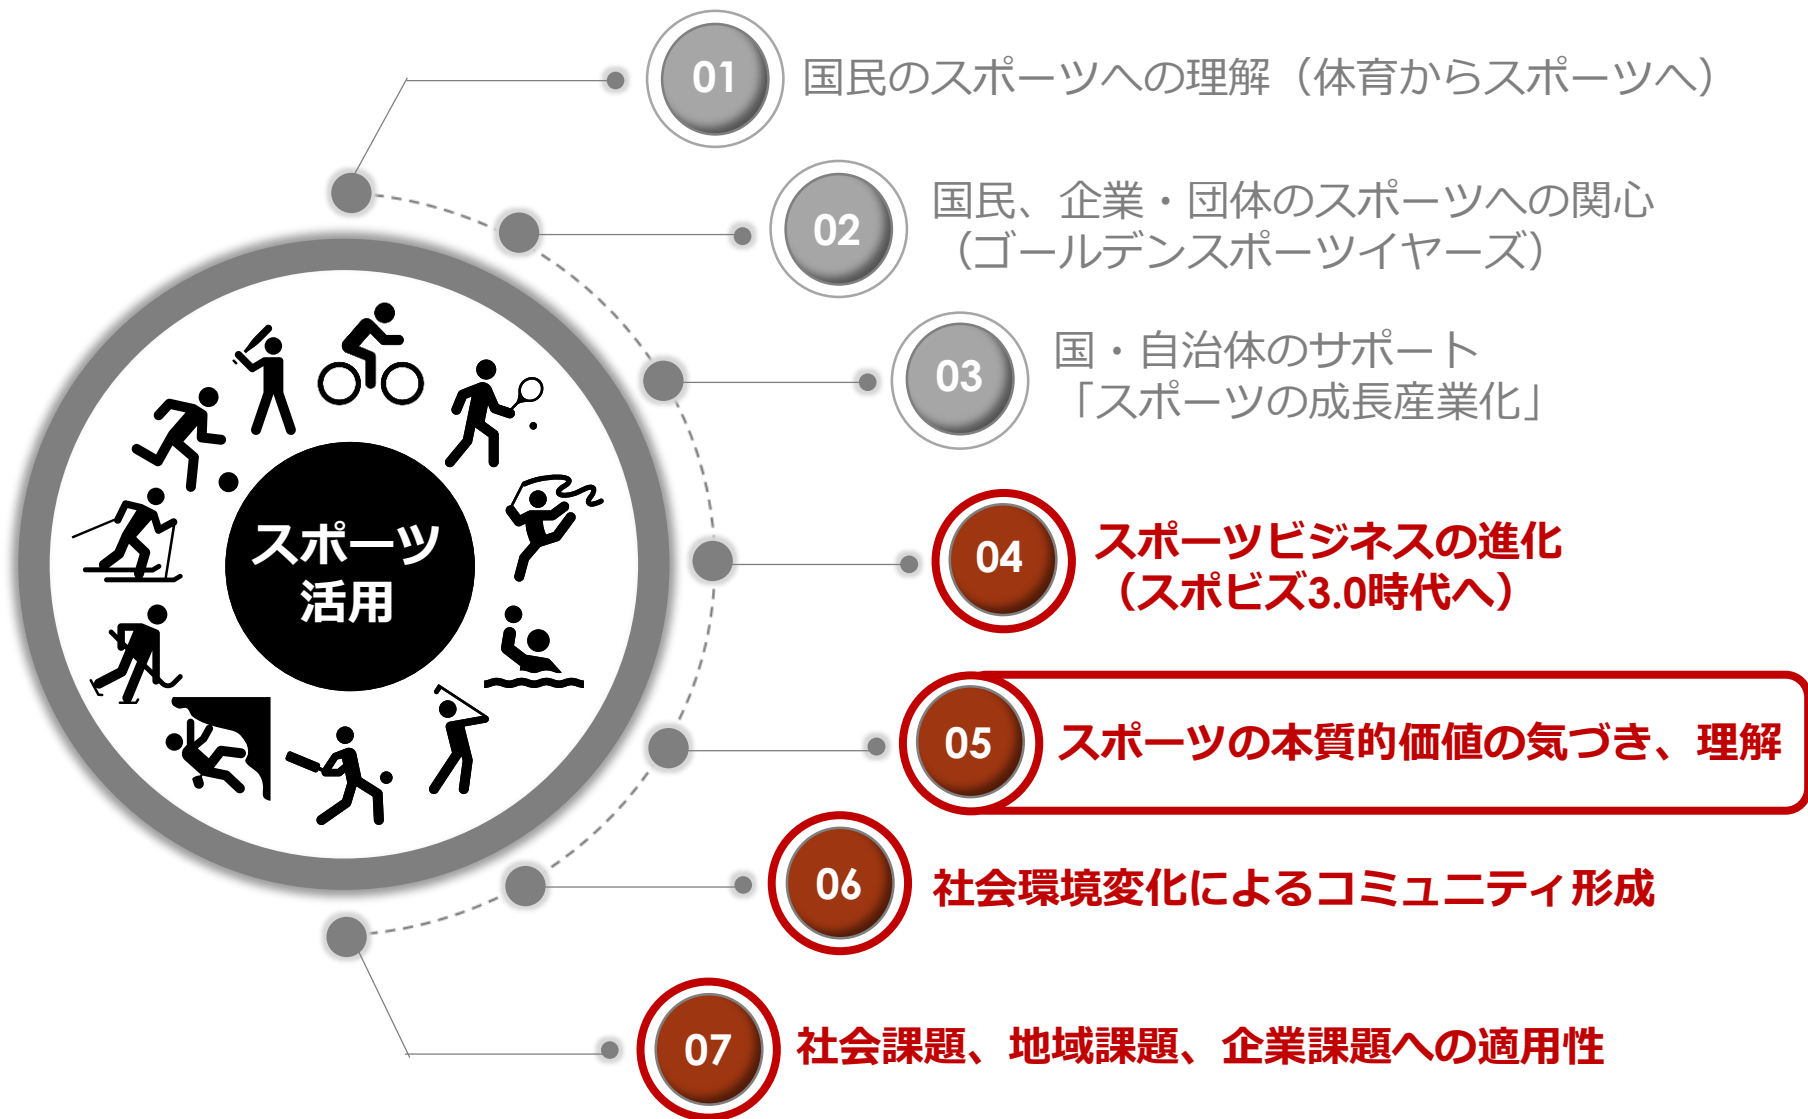 01
国民のスポーツへの理解（体育からスポーツへ）
02
国民、企業・団体のスポーツへの関心
（ゴールデンスポーツイヤーズ）
03
国・自治体のサポート
「スポーツの成長産業化」
スポーツ
活用
04
スポーツビジネスの進化
（スポビズ3.0時代へ）
05
スポーツの本質的価値の気づき、理解
06
社会環境変化によるコミュニティ形成
07
社会課題、地域課題、企業課題への適用性